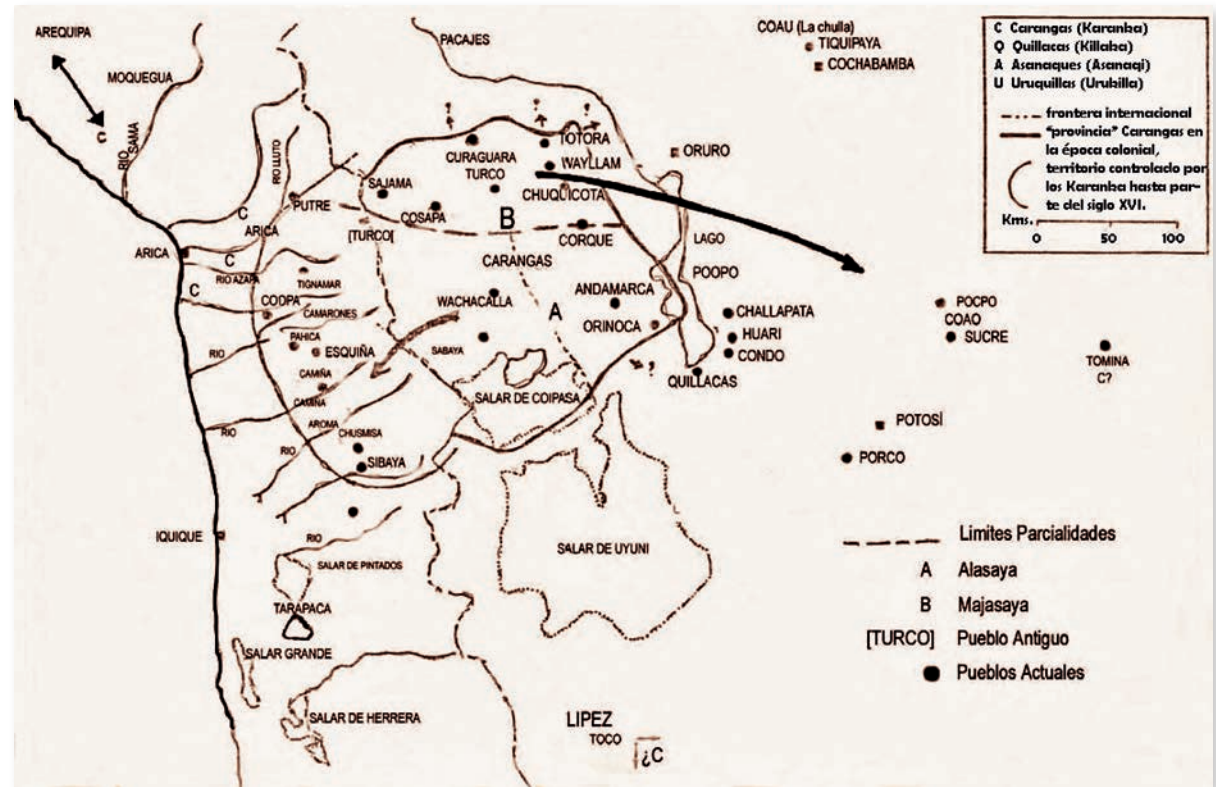 AREQUIPA
MOQUEGUA
PACAJES
COAU (La chulla)
TIQUIPAYA
COCHABAMBA
C Carangas (Karanka)
Q Quillacas (Killaka)
A Asanaques (Asanaqi)
U Uruquillas (Urukilla)
frontera internacional
"provincia" Carangas en
la época colonial,
territorio controlado por
los Karanka hasta par-
te del siglo XVI.
Kms.
0 50 100
C
RIO SAMA
RIO LLUTO
?
?
?
TOTORA
CURAGUARA
WAYLLAM
ORURO
TURCO
SAJAMA
CHUQUICOTA
PUTRE
COSAPA
C
ARICA
[TURCO]
B
CORQUE
LAGO
POOPO
ARICA
C
CARANGAS
RIO AZAPA
TIGNAMAR
C
CODPA
WACHACALLA
ANDAMARCA
A
ORINOCA
CHALLAPATA
POCPO
COAO
SUCRE
CAMARONES
HUARI
CONDO
TOMINA
C?
RIO
PAHICA
ESQUIÑA
SABAYA
?
QUILLACAS
CAMIÑA
SALAR DE COIPASA
CAMIÑA
RIO
AROMA
POTOSÍ
CHUSMISA
RIO
SIBAYA
PORCO
IQUIQUE
RIO
SALAR DE UYUNI
SALAR DE PINTADOS
TARAPACA
SALAR GRANDE
SALAR DE HERRERA
LIPEZ
TOCO
¿C
Limites Parcialidades
A Alasaya
B Majasaya
[TURCO] Pueblo Antiguo
Pueblos Actuales